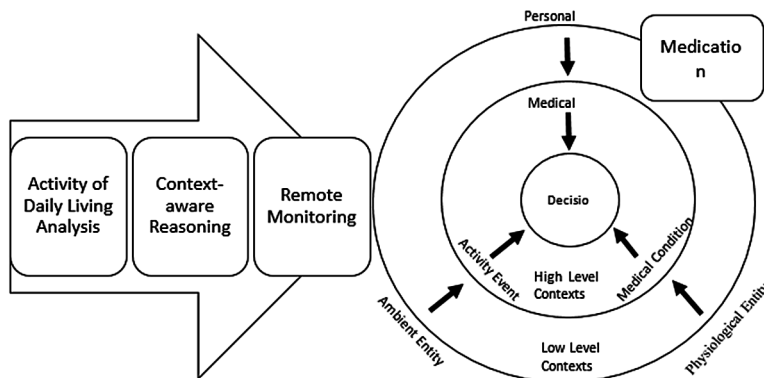 Activity of
Daily Living
Analysis
Context-
aware
Reasoning
Remote
Monitoring
Personal
Medicatio
n
Medical
Decisio
Activity Event
High Level
Contexts
Medical Condition
Ambient Entity
Low Level
Contexts
Physiological Entity